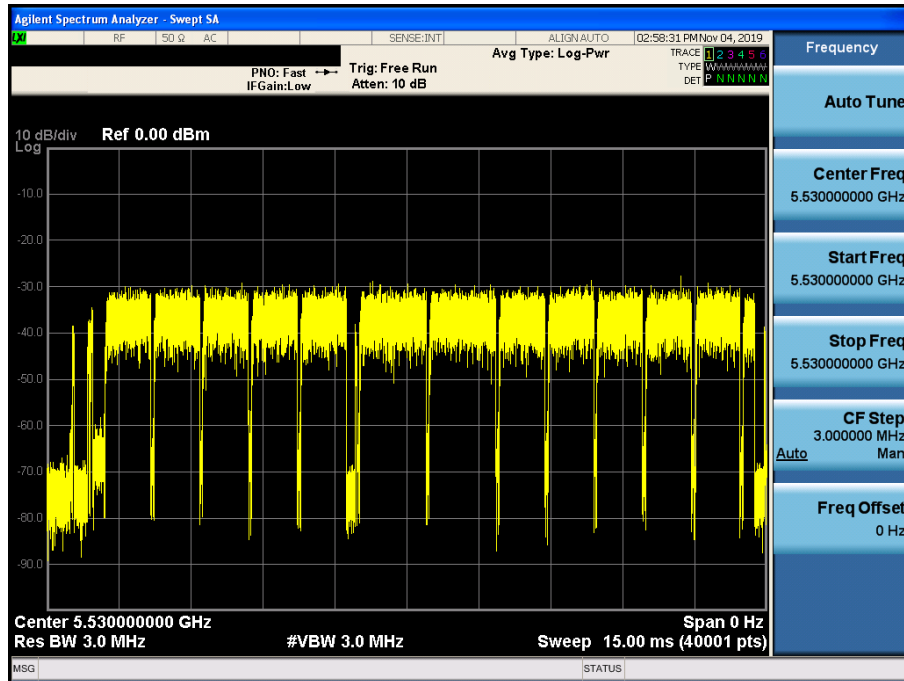 Agilent Spectrum Analyzer - Swept SA
LXI RF 50 Ω AC SENSE:INT ALIGN AUTO 02:58:31 PM Nov 04, 2019
Frequency
Avg Type: Log-Pwr
TRACE 1 2 3 4 5 6
PNO: Fast Trig: Free Run
TYPE WWWWWW
IFGain:Low Atten: 10 dB
DET P N N N N N
Auto Tune
10 dB/div Ref 0.00 dBm
Log
Center Freq
5.530000000 GHz
-10.0
-20.0
Start Freq
5.530000000 GHz
-30.0
-40.0
Stop Freq
5.530000000 GHz
-50.0
-60.0
CF Step
3.000000 MHz
Auto Man
-70.0
-80.0
Freq Offset
0 Hz
-90.0
Center 5.530000000 GHz Span 0 Hz
Res BW 3.0 MHz #VBW 3.0 MHz Sweep 15.00 ms (40001 pts)
MSG STATUS